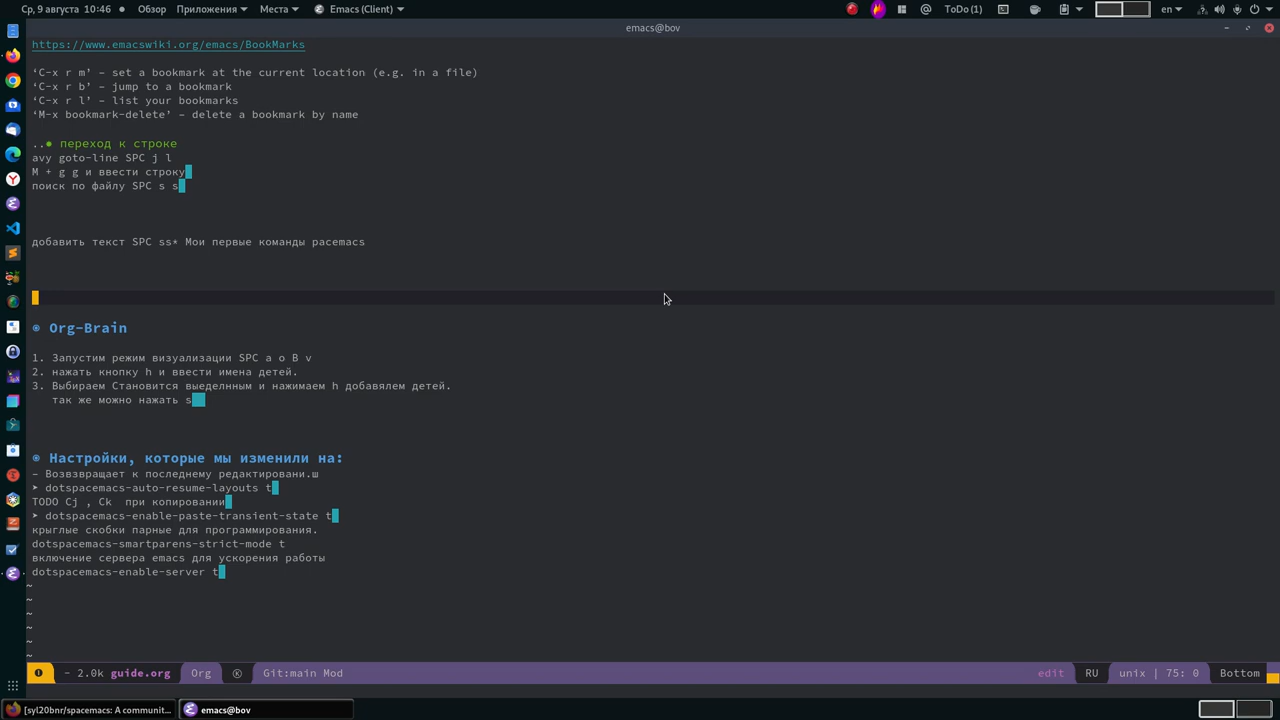 Ср, 9 августа 10:46 Обзор Приложения Места Emacs (Client) ToDo (1) en
emacs@bov
https://www.emacswiki.org/emacs/BookMarks
‘C-x r m’ – set a bookmark at the current location (e.g. in a file)
‘C-x r b’ – jump to a bookmark
‘C-x r l’ – list your bookmarks
‘M-x bookmark-delete’ – delete a bookmark by name
..● переход к строке
avy goto-line SPC j l
M + g g и ввести строку
поиск по файлу SPC s s
добавить текст SPC ss* Мои первые команды pacemacs
Org-Brain
1. Запустим режим визуализации SPC a o B v
2. нажать кнопку h и ввести имена детей.
3. Выбираем Становится выеделнным и нажимаем h добавялем детей.
так же можно нажать s
Настройки, которые мы изменили на:
– Возвзвращает к последнему редактировани.ш
➤ dotspacemacs-auto-resume-layouts t
TODO Cj , Ck  при копировании
➤ dotspacemacs-enable-paste-transient-state t
крыглые скобки парные для программирования.
dotspacemacs-smartparens-strict-mode t
включение сервера emacs для ускорения работы
dotspacemacs-enable-server t
~
~
~
~
~
~
- 2.0k guide.org Org Ⓚ Git:main Mod edit RU unix | 75: 0 Bottom
[syl20bnr/spacemacs: A communit... emacs@bov